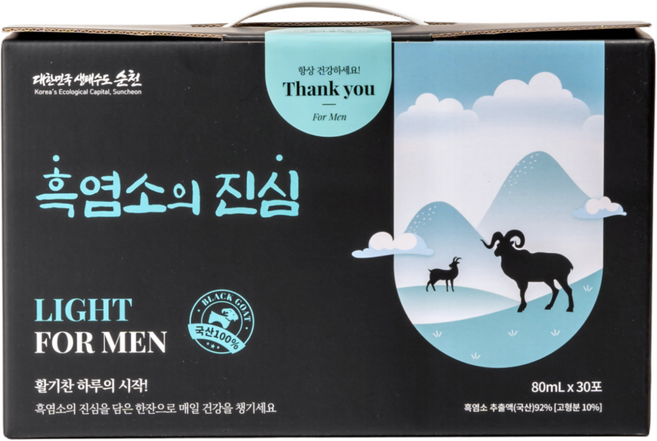 대한민국 생태수도 순천
Korea's Ecological Capital, Suncheon
항상 건강하세요!
Thank you
For Men
흑염소의 진심
LIGHT
FOR MEN
BLACK GOAT
국산100%
활기찬 하루의 시작!
흑염소의 진심을 담은 한잔으로 매일 건강을 챙기세요
80mL x 30포
흑염소 추출액(국산)92% [고형분 10%]